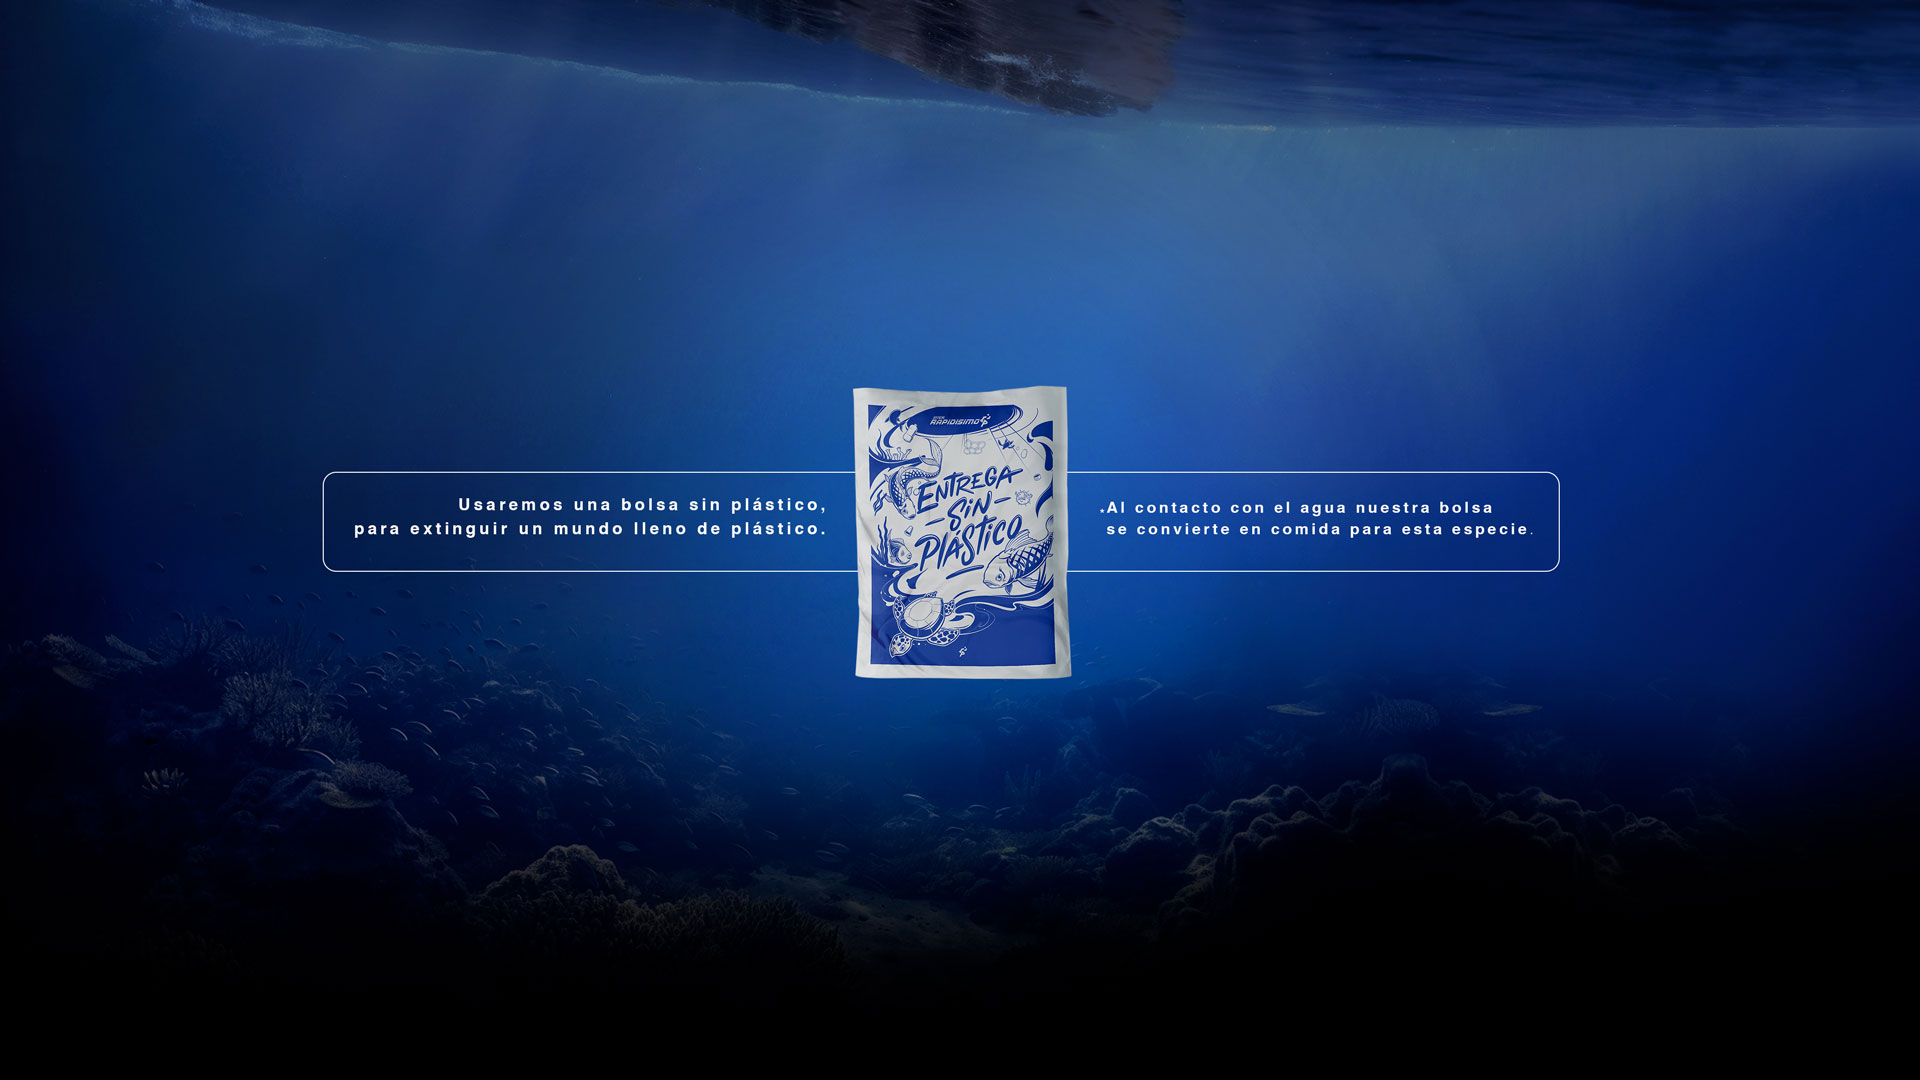 Usaremos una bolsa sin plástico,
para extinguir un mundo lleno de plástico.
INTER
RAPIDISIMO
ENTREGA
-SiN-
PLÁSTiCO
*Al contacto con el agua nuestra bolsa
se convierte en comida para esta especie.